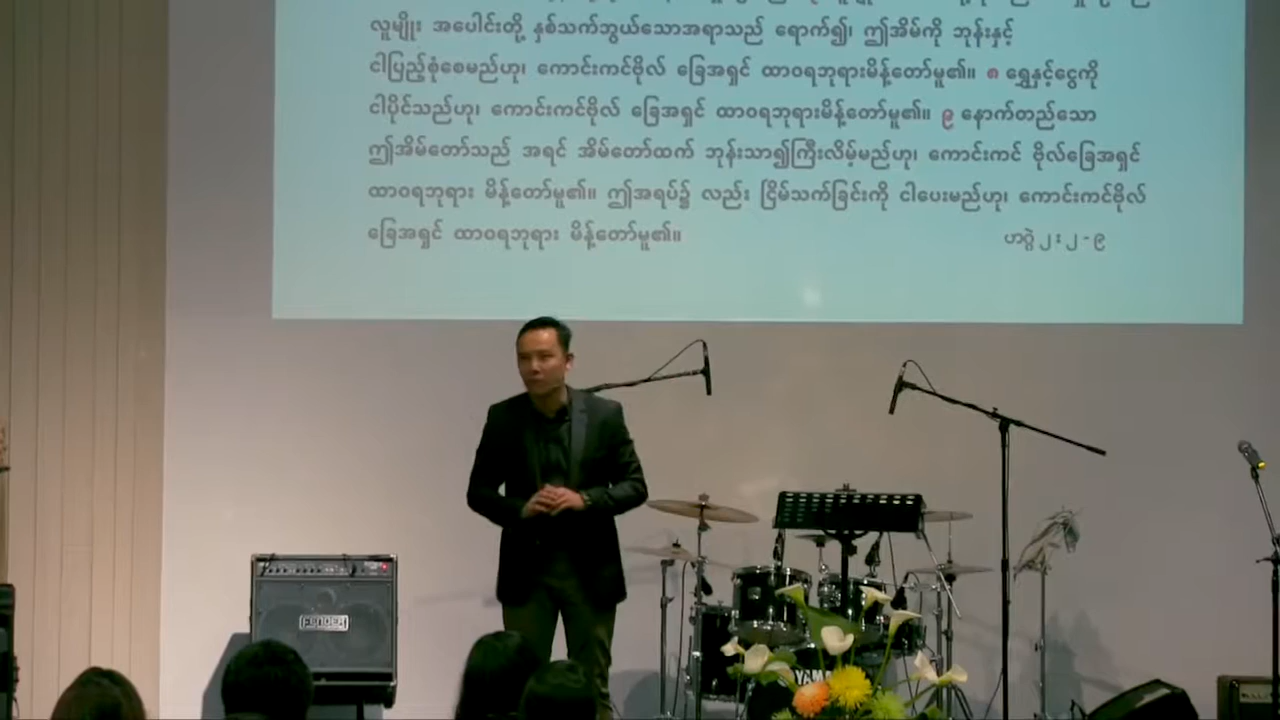 လူမျိုး အပေါင်းတို့ နှစ်သက်ဘွယ်သောအရာသည် ရောက်၍၊ ဤအိမ်ကို ဘုန်းနှင့်
ငါပြည့်စုံစေမည်ဟု၊ ကောင်းကင်ဗိုလ် ခြေအရှင် ထာဝရဘုရားမိန့်တော်မူ၏။ ၈ ရွှေနှင့်ငွေကို
ငါပိုင်သည်ဟု၊ ကောင်းကင်ဗိုလ် ခြေအရှင် ထာဝရဘုရားမိန့်တော်မူ၏။ ၉ နောက်တည်သော
ဤအိမ်တော်သည် အရင် အိမ်တော်ထက် ဘုန်းသာ၍ကြီးလိမ့်မည်ဟု၊ ကောင်းကင် ဗိုလ်ခြေအရှင်
ထာဝရဘုရား မိန့်တော်မူ၏။ ဤအရပ်၌ လည်း ငြိမ်သက်ခြင်းကို ငါပေးမည်ဟု၊ ကောင်းကင်ဗိုလ်
ခြေအရှင် ထာဝရဘုရား မိန့်တော်မူ၏။
ဟဂ္ဂဲ ၂း ၂-၉
FENDER
YAMA